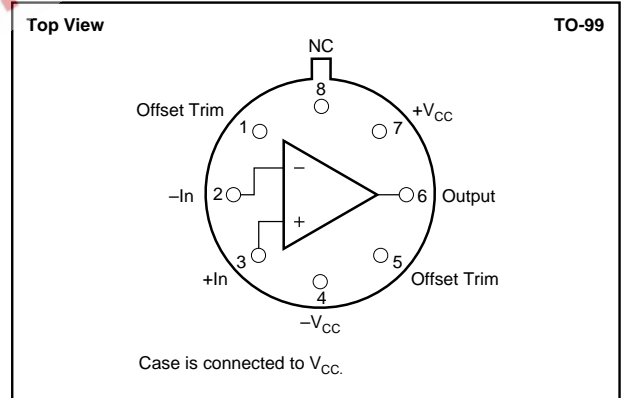 Top View TO-99
NC
8
Offset Trim 1 7 +VCC
–In 2 – 6 Output
+
3 5
+In Offset Trim
4
–VCC
Case is connected to VCC.